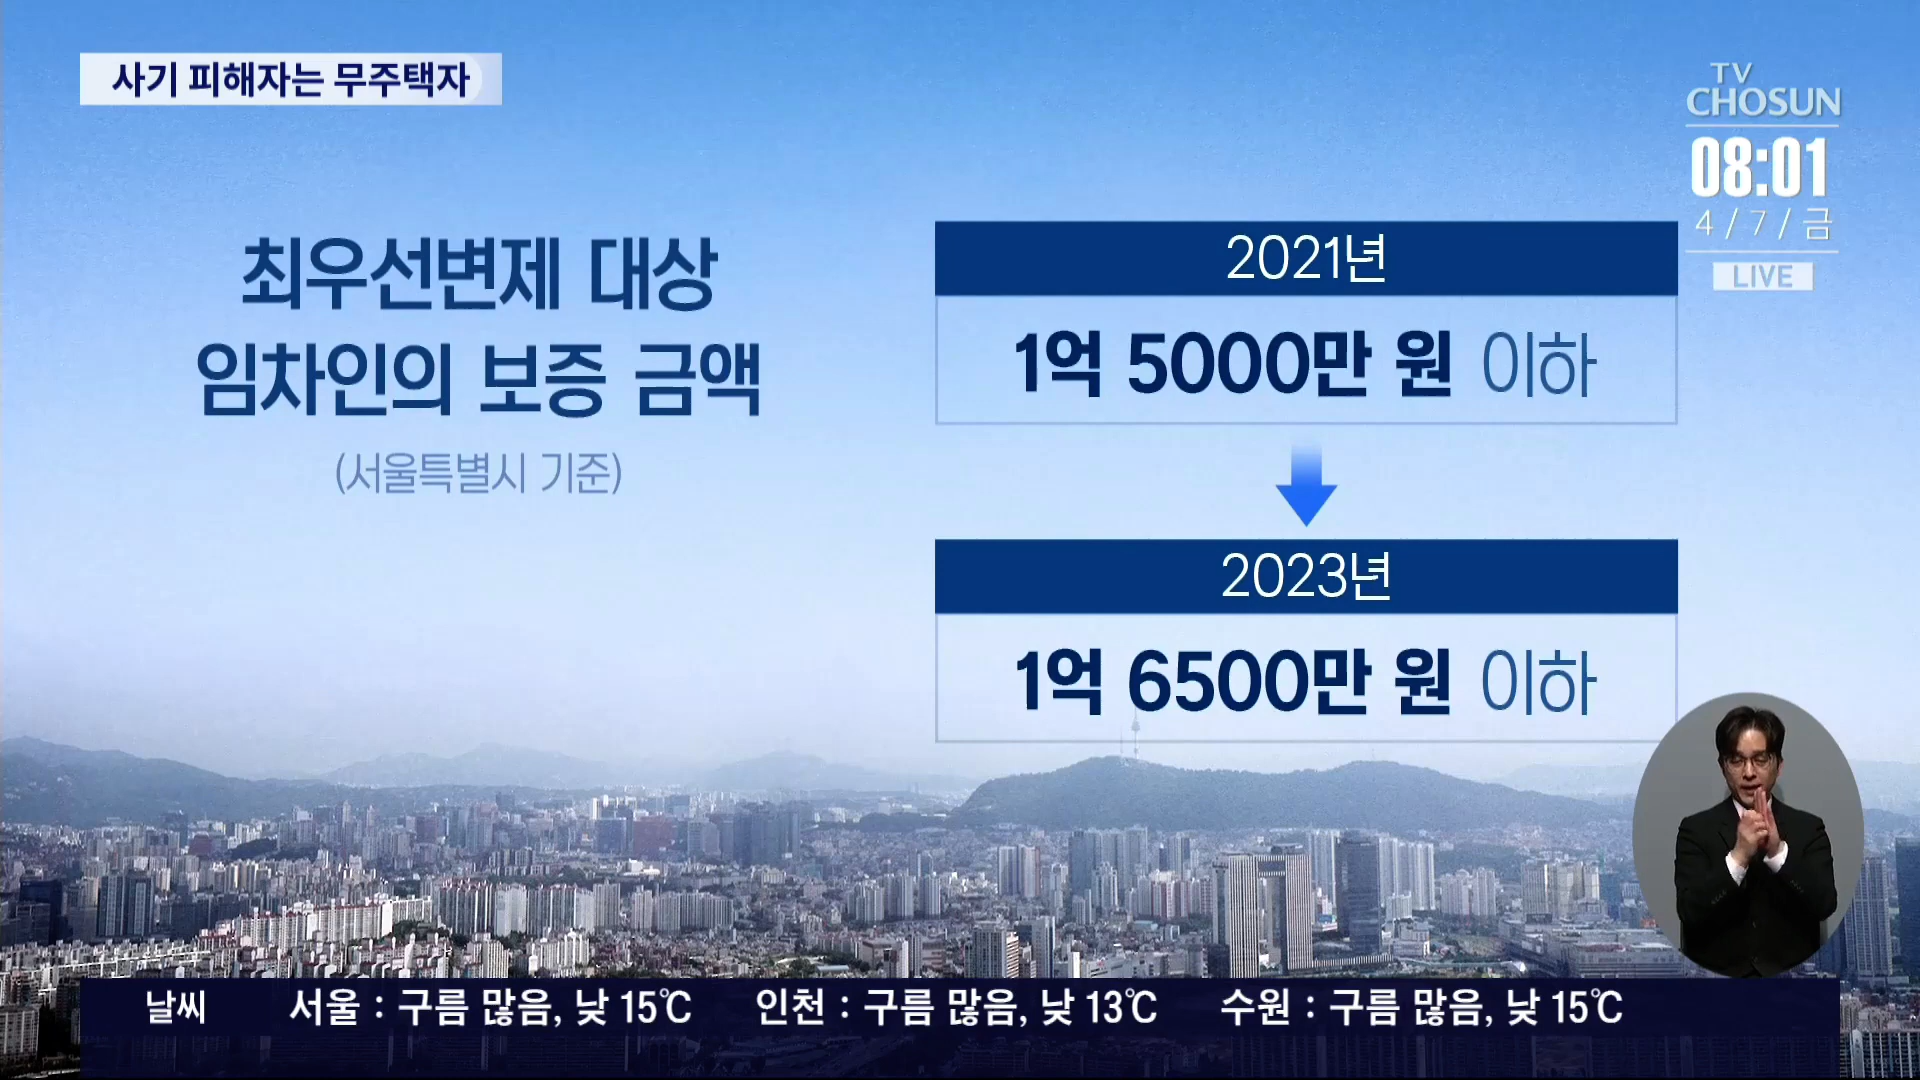 사기 피해자는 무주택자
TV
CHOSUN
08:01
4/7/금
LIVE
최우선변제 대상
임차인의 보증 금액
(서울특별시 기준)
2021년
1억 5000만 원 이하
2023년
1억 6500만 원 이하
날씨 서울 : 구름 많음, 낮 15℃ 인천 : 구름 많음, 낮 13℃ 수원 : 구름 많음, 낮 15℃